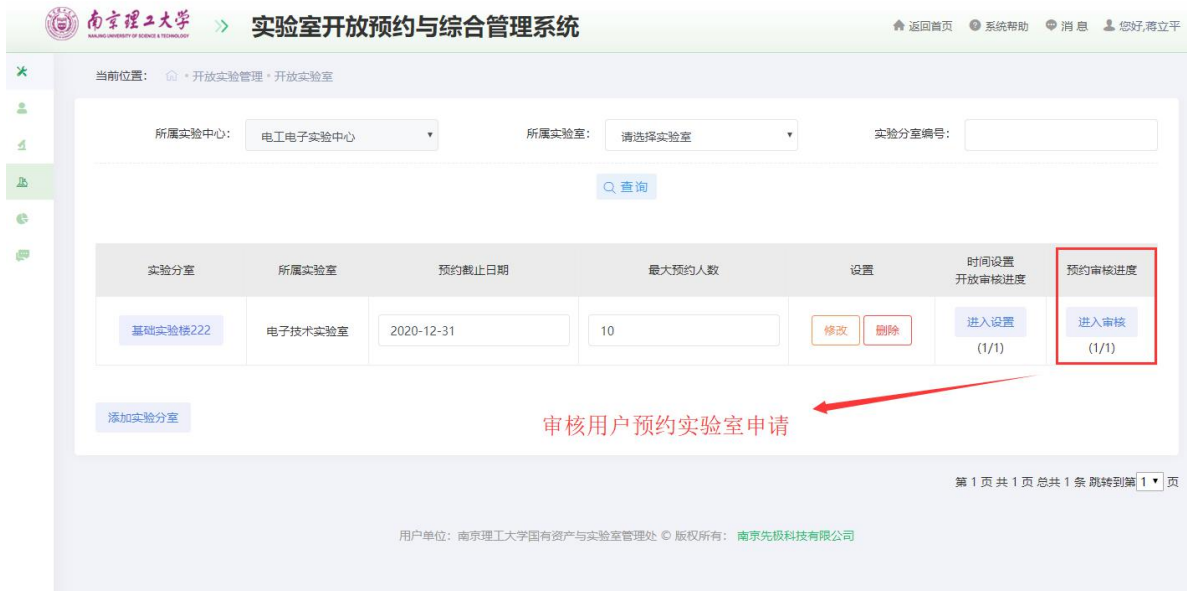 南京理工大学
NANJING UNIVERSITY OF SCIENCE & TECHNOLOGY
实验室开放预约与综合管理系统
返回首页 系统帮助 消 息 您好,蒋立平
当前位置： 开放实验管理 开放实验室
所属实验中心： 电工电子实验中心 所属实验室： 请选择实验室 实验分室编号：
查 询
实验分室 所属实验室 预约截止日期 最大预约人数 设置 时间设置 预约审核进度
开放审核进度
基础实验楼222 电子技术实验室 2020-12-31 10 修改 删除 进入设置 进入审核
(1/1) (1/1)
添加实验分室
审核用户预约实验室申请
第 1 页 共 1 页 总共 1 条 跳转到第 1 页
用户单位：南京理工大学国有资产与实验室管理处 © 版权所有： 南京先极科技有限公司